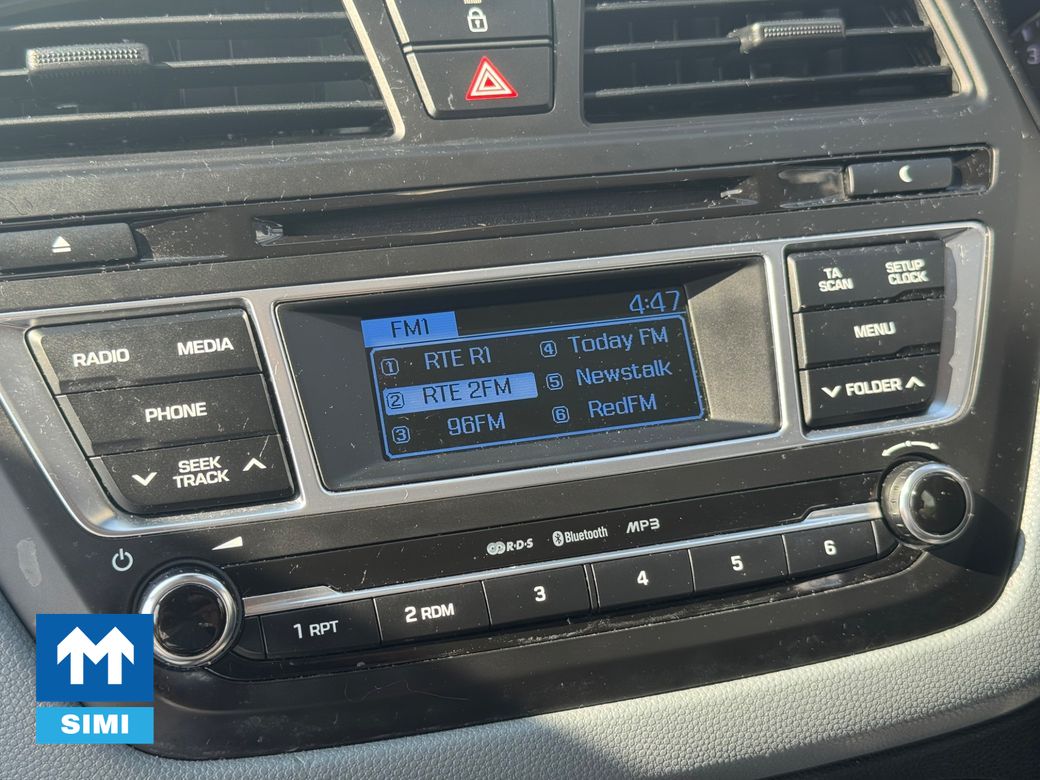 TA SCAN
SETUP CLOCK
RADIO
MEDIA
PHONE
SEEK
TRACK
FM1
4:47
1 RTE R1
2 RTE 2FM
3 96FM
4 Today FM
5 Newstalk
6 RedFM
MENU
FOLDER
R·D·S
Bluetooth
MP3
1 RPT
2 RDM
3
4
5
6
SIMI